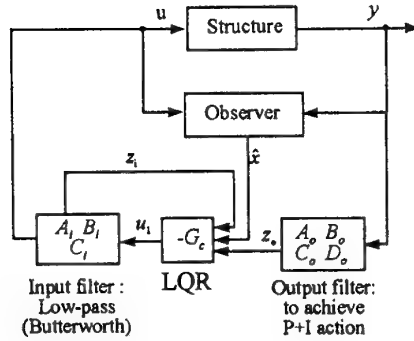 u
Structure
y
Observer
z_i
x̂
A_i B_i
C_i
u_1
-G_c
z_o
A_o B_o
C_o D_o
LQR
Input filter :
Low-pass
(Butterworth)
Output filter:
to achieve
P+I action